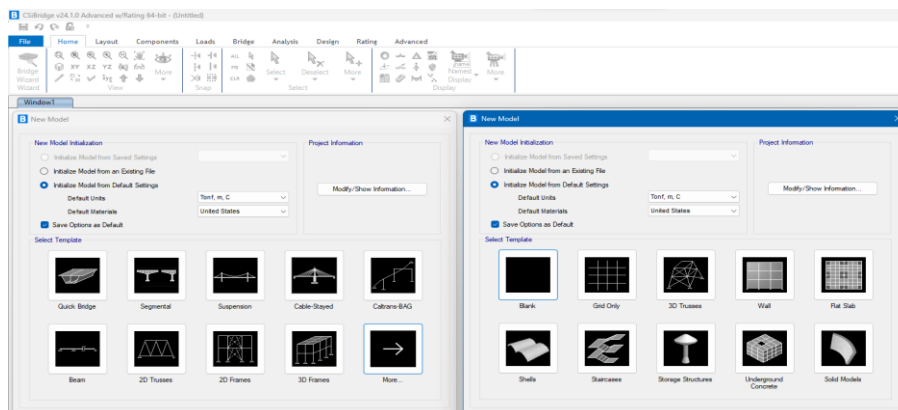 CSiBridge v24.1.0 Advanced w/Rating 64-bit - (Untitled)
File Home Layout Components Loads Bridge Analysis Design Rating Advanced
Bridge Wizard
XY XZ YZ
More
ALL
CLR
Select
Deselect
More
Named Display
More
Wizard View Snap Select Display
Window1
New Model
New Model Initialization
Project Information
Initialize Model from Saved Settings
Initialize Model from an Existing File
Initialize Model from Default Settings
Modify/Show Information...
Default Units Tonf, m, C
Default Materials United States
Save Options as Default
Select Template
Quick Bridge Segmental Suspension Cable-Stayed Caltrans-BAG
Beam 2D Trusses 2D Frames 3D Frames More...
New Model
New Model Initialization
Project Information
Initialize Model from Saved Settings
Initialize Model from an Existing File
Initialize Model from Default Settings
Modify/Show Information...
Default Units Tonf, m, C
Default Materials United States
Save Options as Default
Select Template
Blank Grid Only 3D Trusses Wall Flat Slab
Shells Staircases Storage Structures Underground Concrete Solid Models